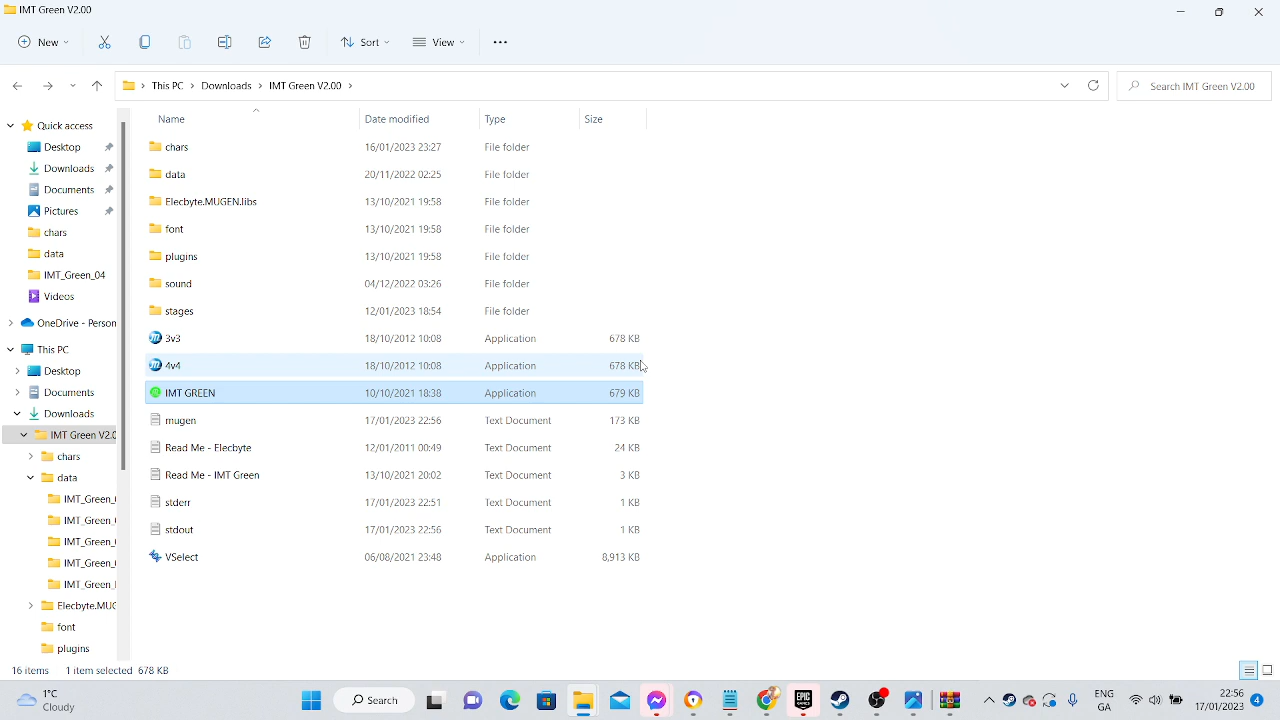 IMT Green V2.00
New
Sort
View
This PC
Downloads
IMT Green V2.00
Search IMT Green V2.00
Name Date modified Type Size
Quick access
Desktop
Downloads
Documents
Pictures
chars
data
IMT_Green_04
Videos
OneDrive - Person
This PC
Desktop
Documents
Downloads
IMT Green V2.0
chars
data
IMT_Green_
IMT_Green_
IMT_Green_
IMT_Green_
IMT_Green_
Elecbyte.MUG
font
plugins
chars 16/01/2023 23:27 File folder
data 20/11/2022 02:25 File folder
Elecbyte.MUGEN.libs 13/10/2021 19:58 File folder
font 13/10/2021 19:58 File folder
plugins 13/10/2021 19:58 File folder
sound 04/12/2022 03:26 File folder
stages 12/01/2023 18:54 File folder
3v3 18/10/2012 10:08 Application 678 KB
4v4 18/10/2012 10:08 Application 678 KB
IMT GREEN 10/10/2021 18:38 Application 679 KB
mugen 17/01/2023 22:56 Text Document 173 KB
Read Me - Elecbyte 12/01/2011 00:49 Text Document 24 KB
Read Me - IMT Green 13/10/2021 20:02 Text Document 3 KB
stderr 17/01/2023 22:51 Text Document 1 KB
stdout 17/01/2023 22:56 Text Document 1 KB
VSelect 06/08/2021 23:48 Application 8,913 KB
16 items 1 item selected 678 KB
1°C
Cloudy
Search
EPIC GAMES
ENG
GA
22:56
17/01/2023
4